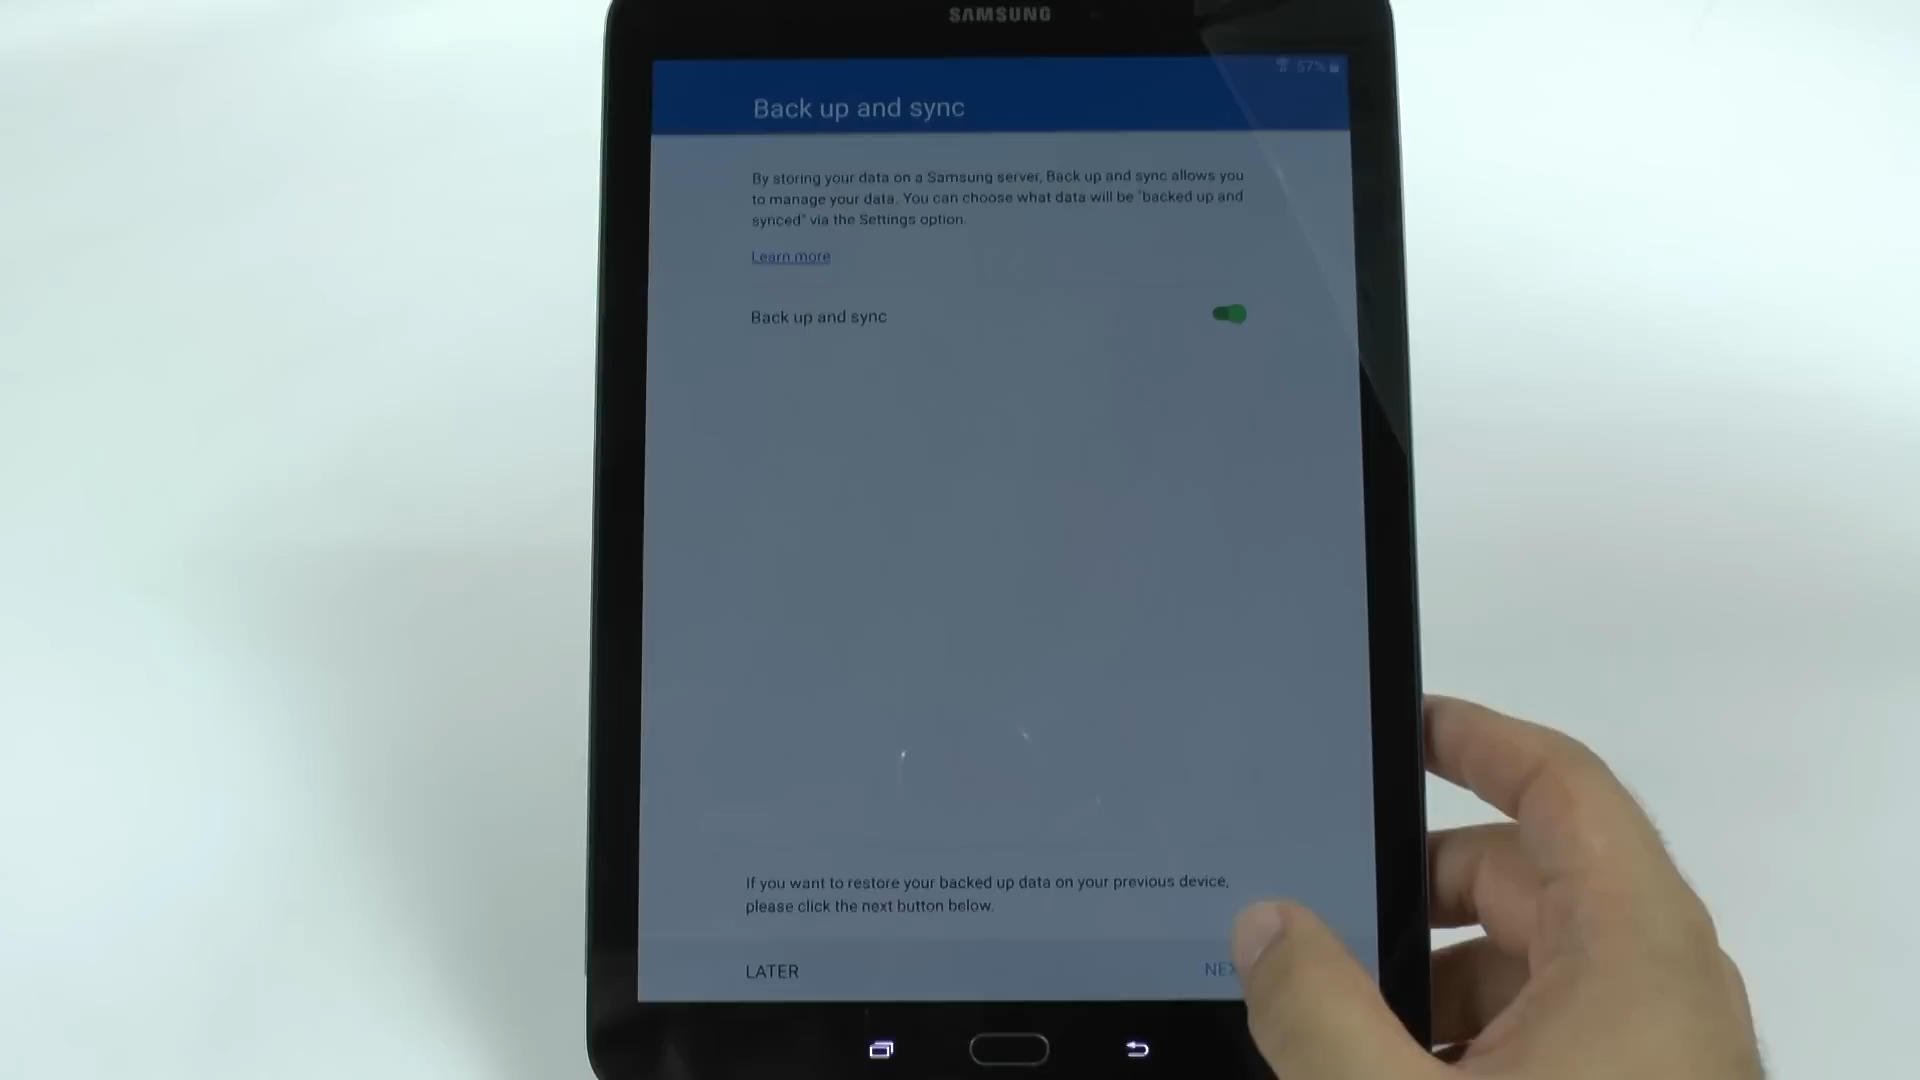 SAMSUNG
57%
Back up and sync
By storing your data on a Samsung server, Back up and sync allows you
to manage your data. You can choose what data will be "backed up and
synced" via the Settings option.
Learn more
Back up and sync
If you want to restore your backed up data on your previous device,
please click the next button below.
LATER
NEX